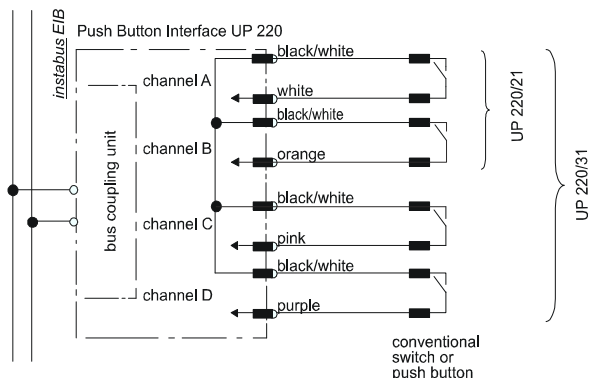 Push Button Interface UP 220
instabus EIB
bus coupling unit
channel A
channel B
channel C
channel D
black/white
white
black/white
orange
black/white
pink
black/white
purple
UP 220/21
UP 220/31
conventional
switch or
push button